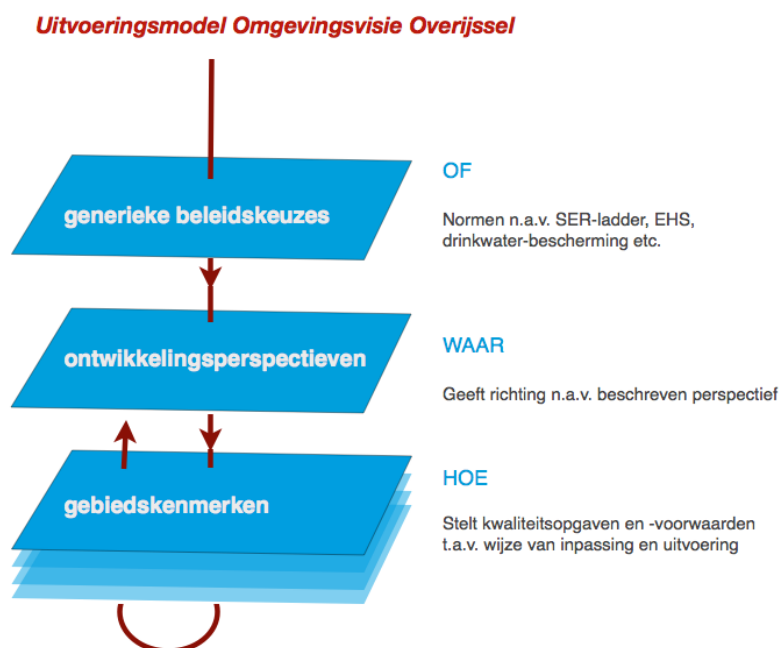 Uitvoeringsmodel Omgevingsvisie Overijssel
generieke beleidskeuzes
OF
Normen n.a.v. SER-ladder, EHS,
drinkwater-bescherming etc.
ontwikkelingsperspectieven
WAAR
Geeft richting n.a.v. beschreven perspectief
gebiedskenmerken
HOE
Stelt kwaliteitsopgaven en -voorwaarden
t.a.v. wijze van inpassing en uitvoering